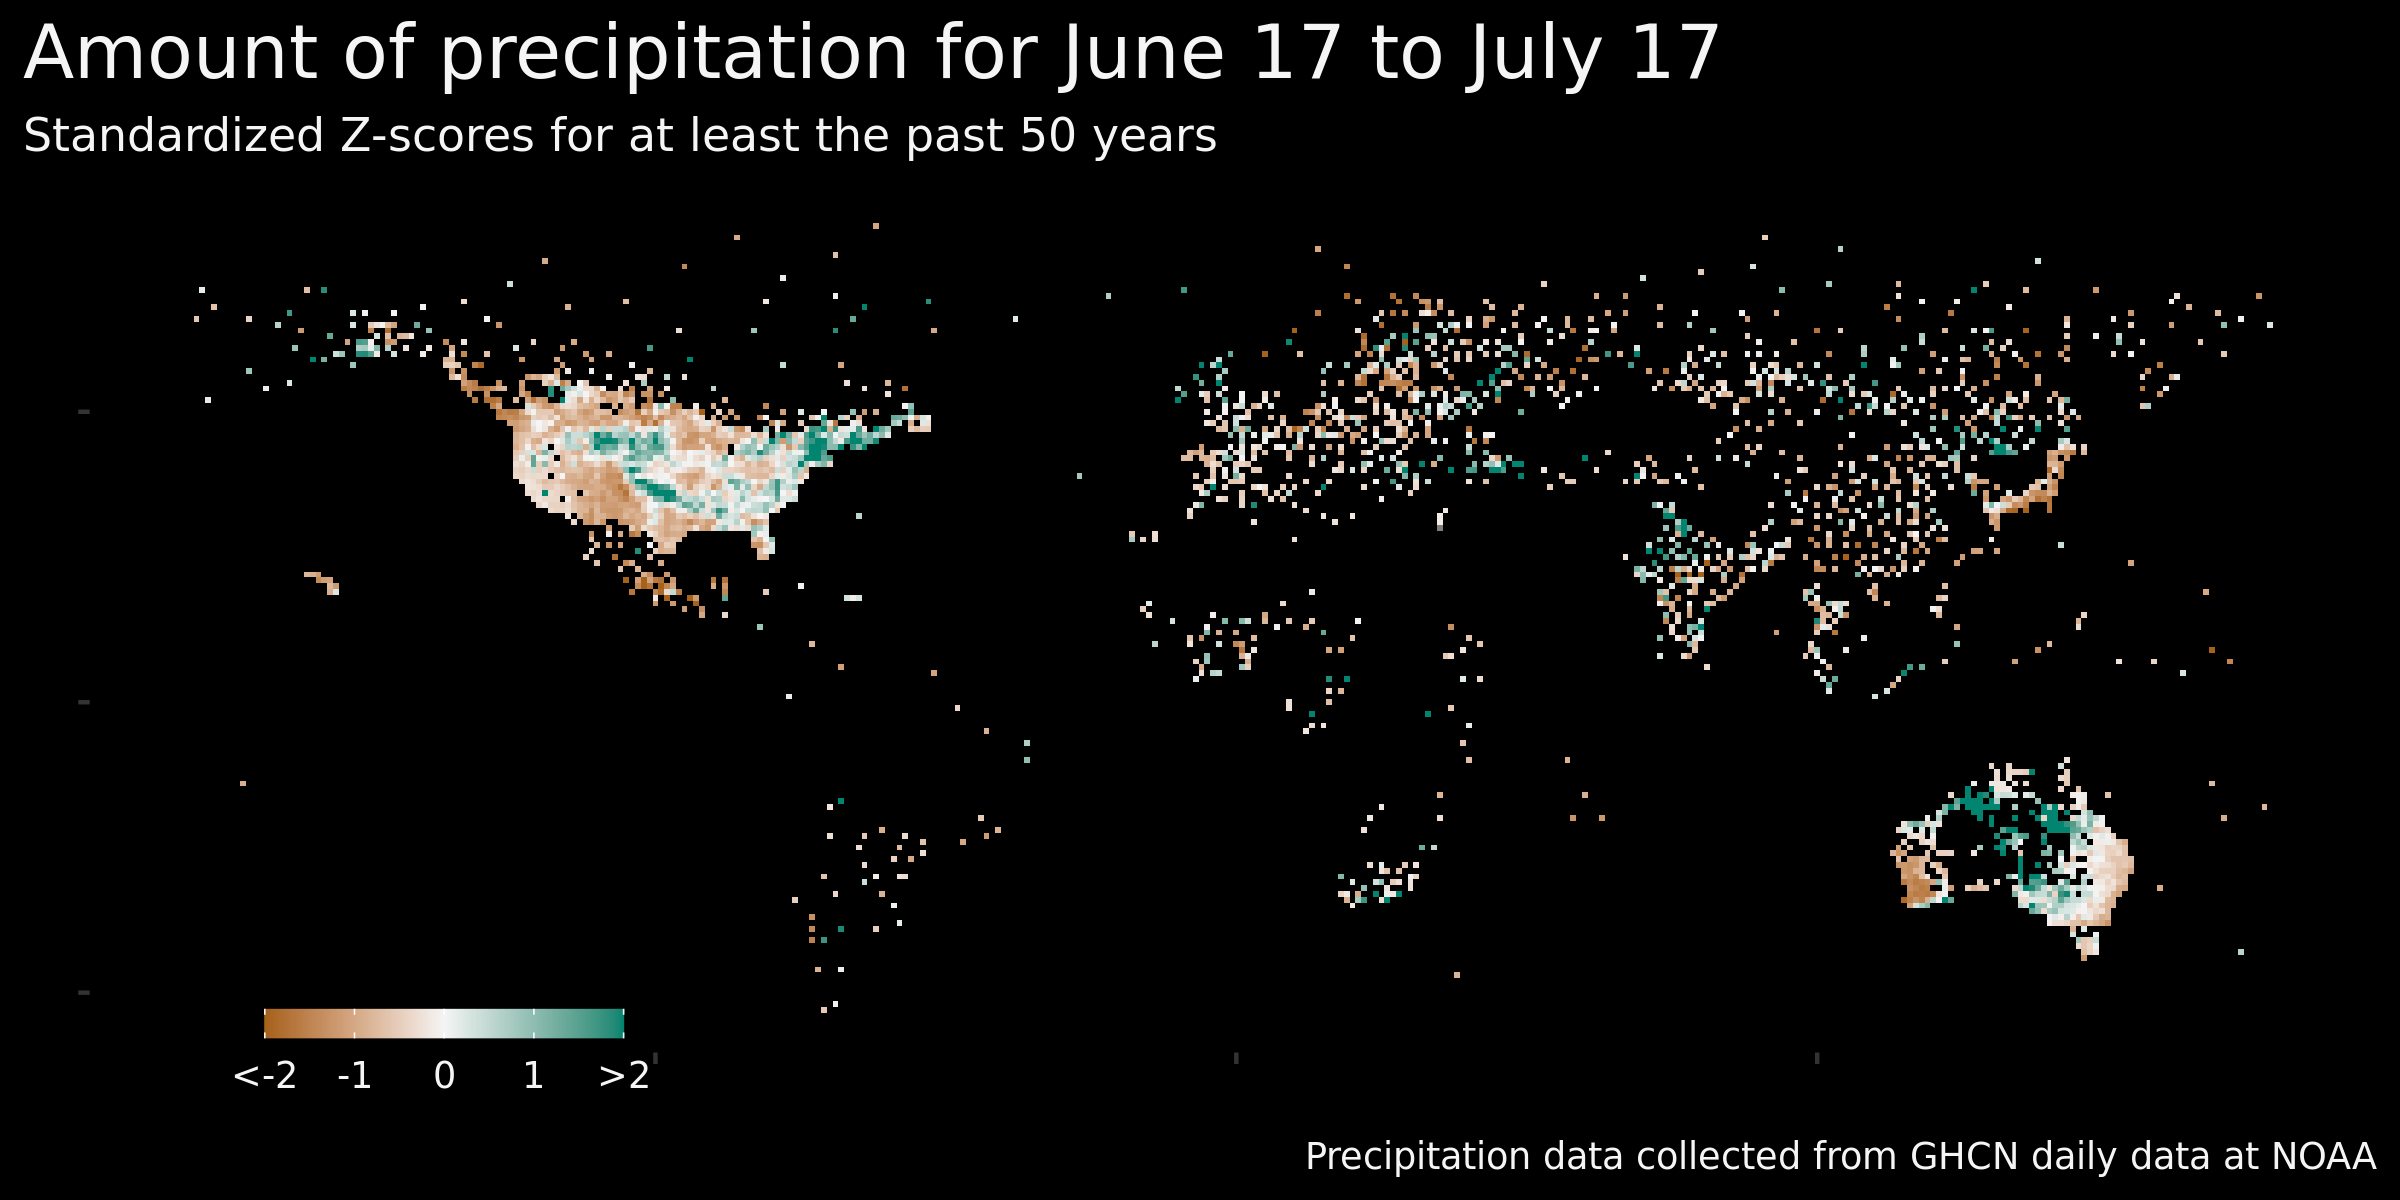 Amount of precipitation for June 17 to July 17
Standardized Z-scores for at least the past 50 years
<-2 -1 0 1 >2
Precipitation data collected from GHCN daily data at NOAA